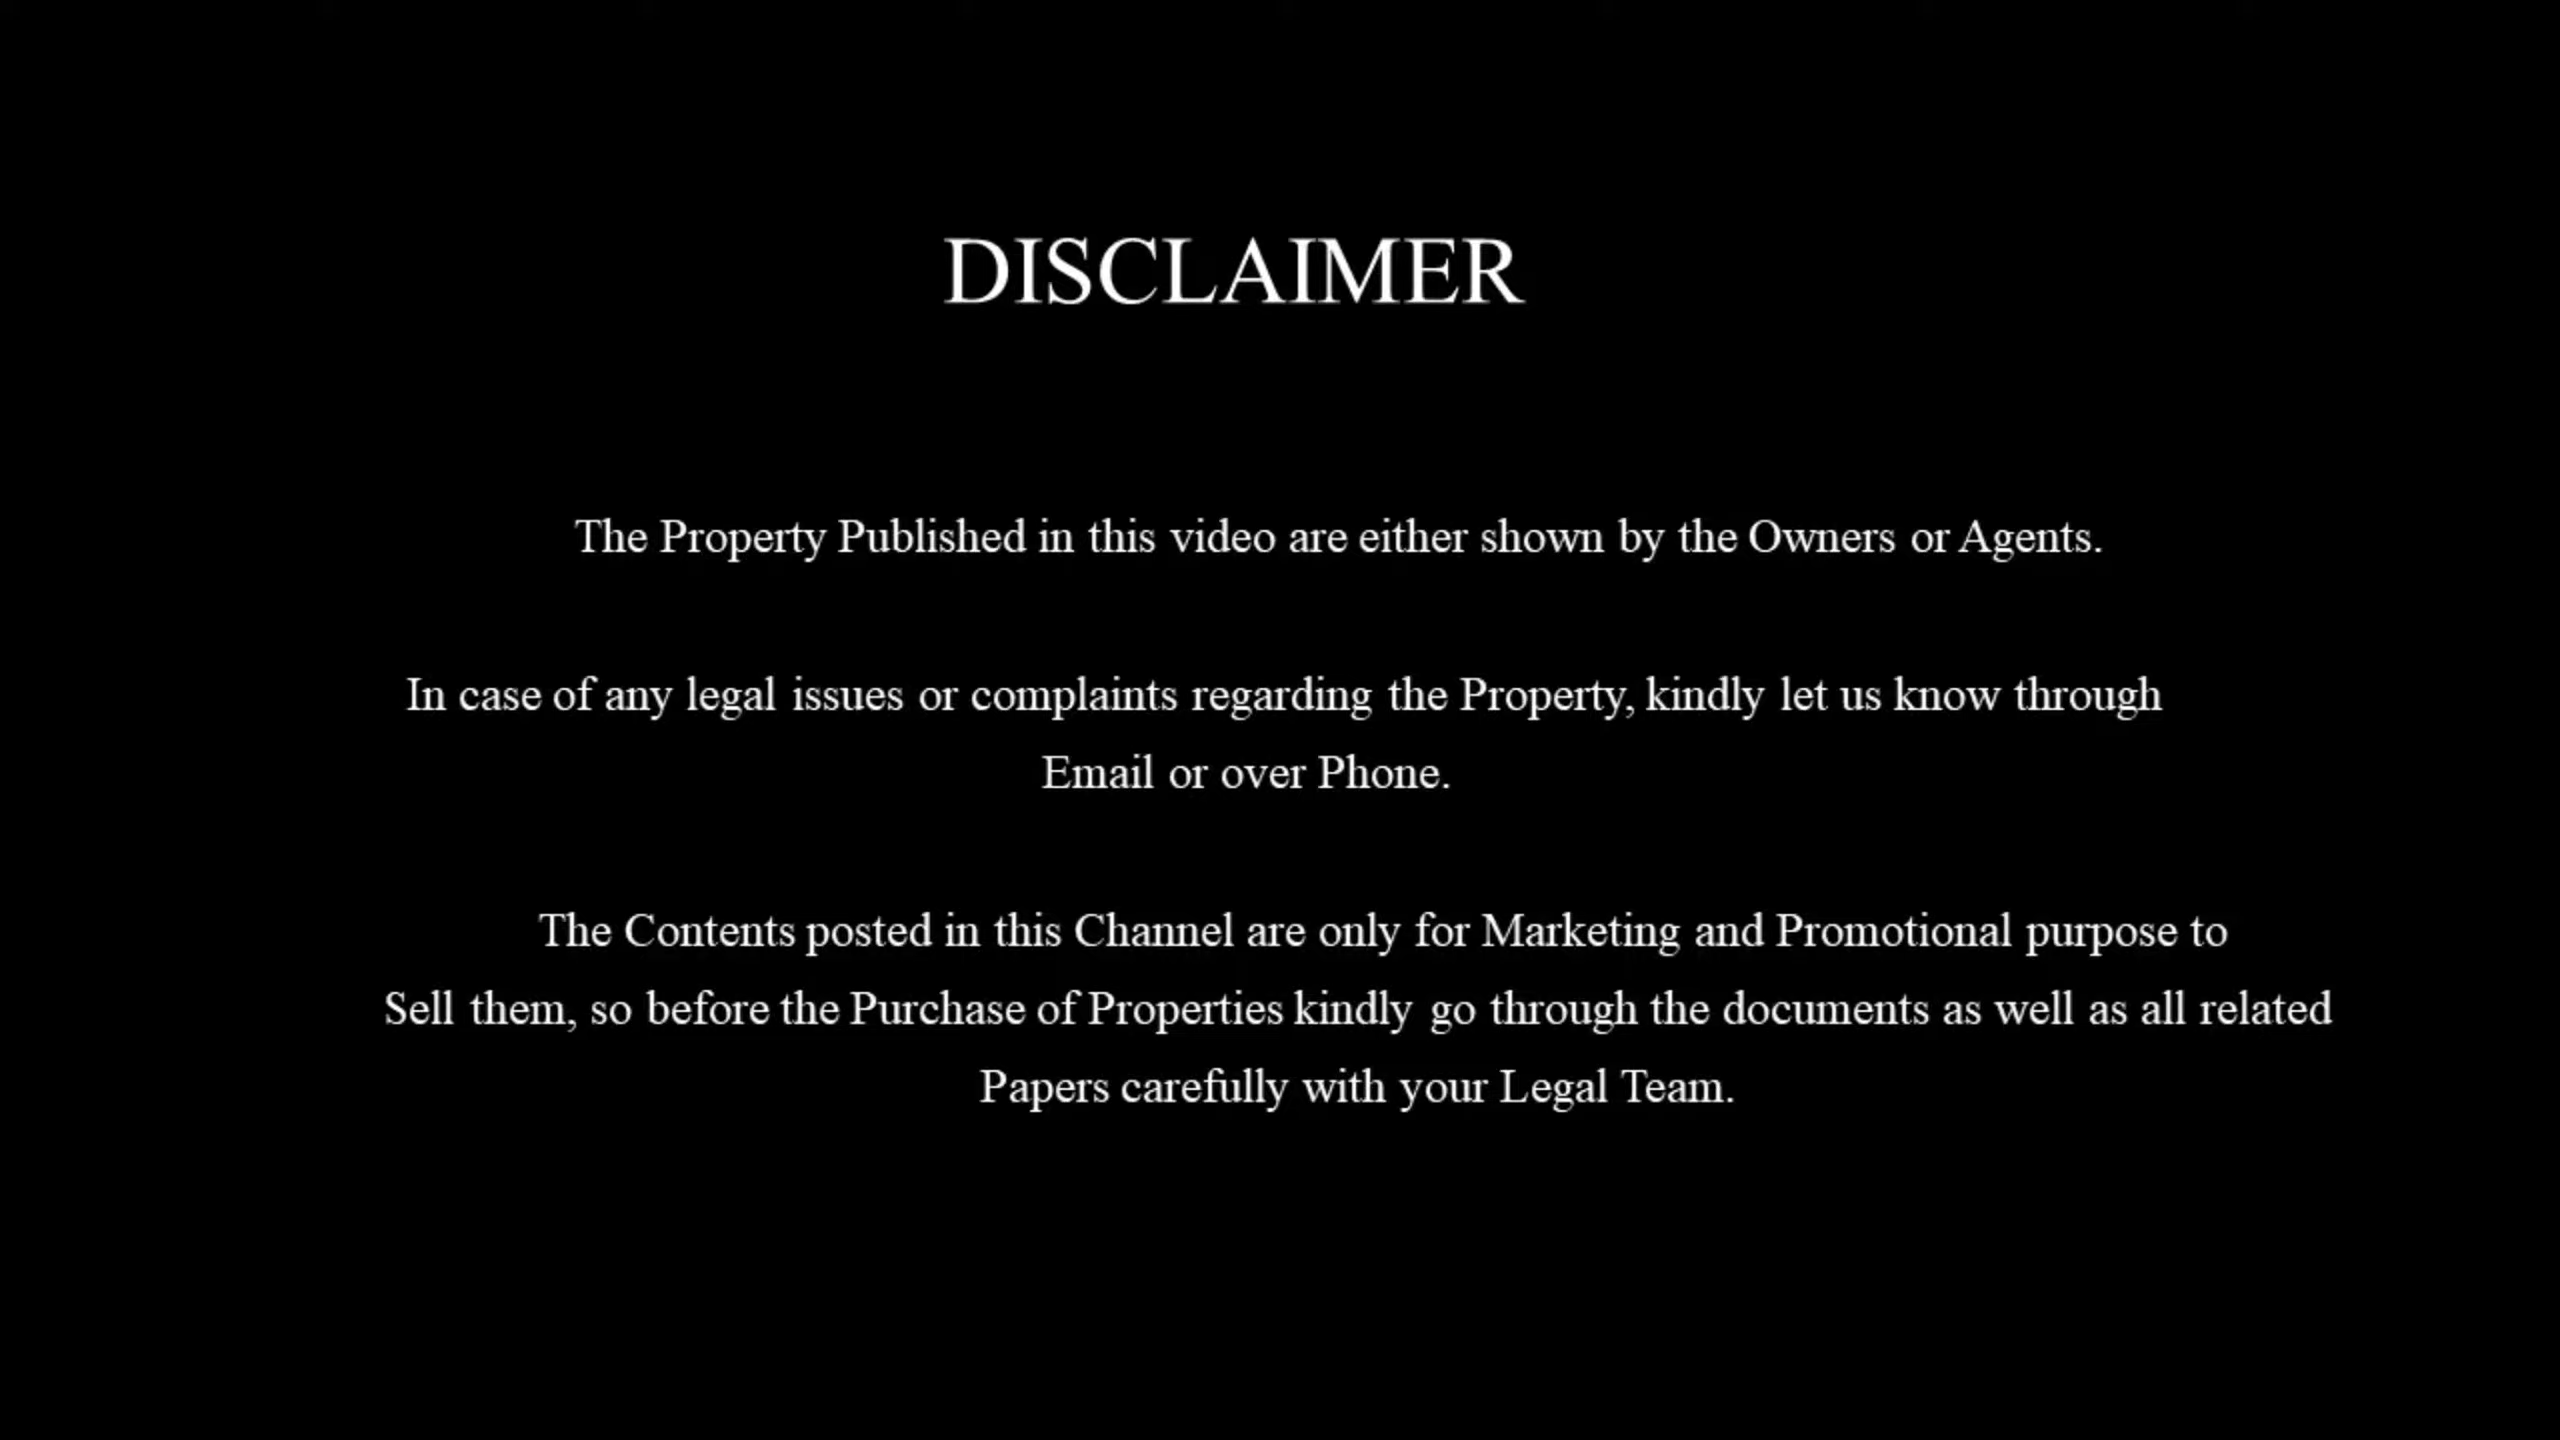 DISCLAIMER
The Property Published in this video are either shown by the Owners or Agents.
In case of any legal issues or complaints regarding the Property, kindly let us know through
Email or over Phone.
The Contents posted in this Channel are only for Marketing and Promotional purpose to
Sell them, so before the Purchase of Properties kindly go through the documents as well as all related
Papers carefully with your Legal Team.